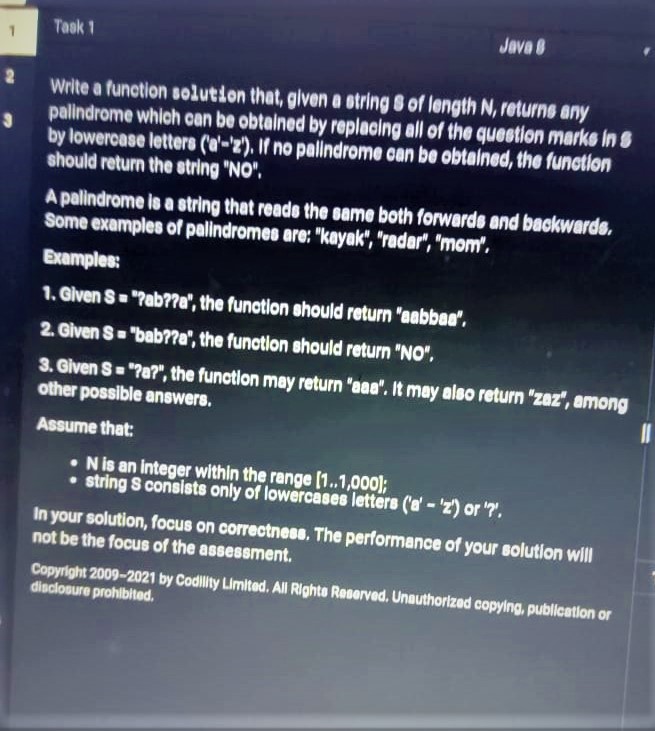 1
Task 1
Java 8
2
3
Write a function solution that, given a string S of length N, returns any
palindrome which can be obtained by replacing all of the question marks in S
by lowercase letters ('a'-'z'). If no palindrome can be obtained, the function
should return the string "NO".
A palindrome is a string that reads the same both forwards and backwards.
Some examples of palindromes are: "kayak", "radar", "mom".
Examples:
1. Given S = "?ab??a", the function should return "aabbaa".
2. Given S = "bab??a", the function should return "NO".
3. Given S = "?a?", the function may return "aaa". It may also return "zaz", among
other possible answers.
Assume that:
• N is an integer within the range [1..1,000];
• string S consists only of lowercases letters ('a' - 'z') or '?'.
In your solution, focus on correctness. The performance of your solution will
not be the focus of the assessment.
Copyright 2009–2021 by Codility Limited. All Rights Reserved. Unauthorized copying, publication or
disclosure prohibited.